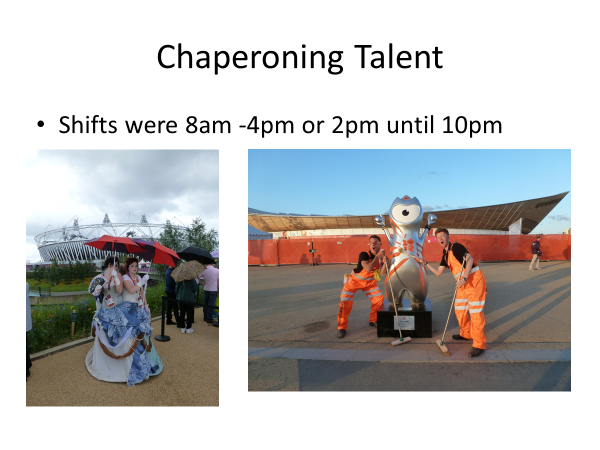 Chaperoning Talent
• Shifts were 8am -4pm or 2pm until 10pm